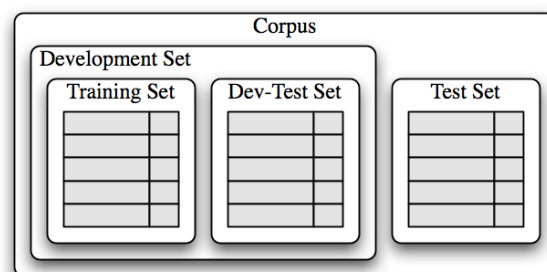 Corpus
Development Set
Training Set
Dev-Test Set
Test Set